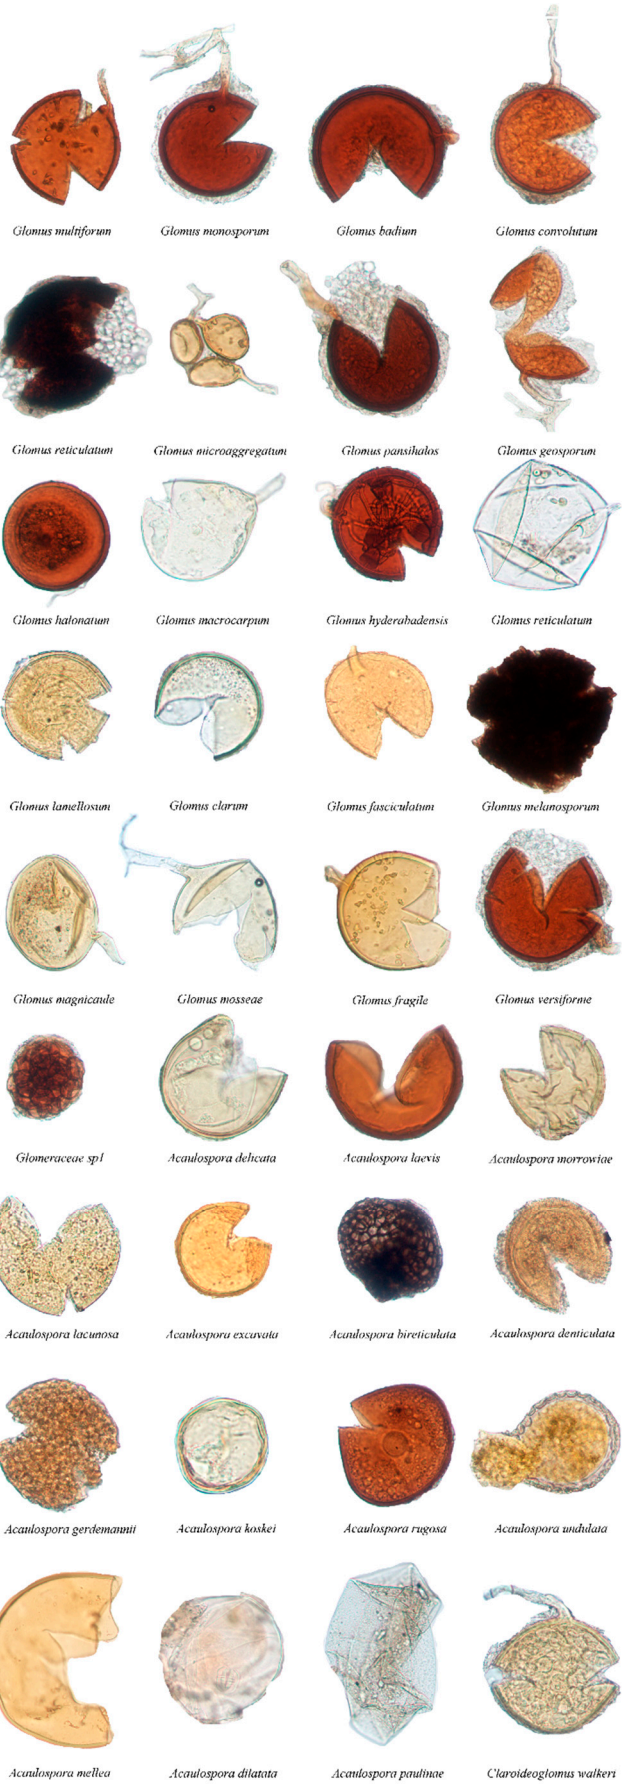 Glomus multiforum Glomus monosporum Glomus badium Glomus convolutum
Glomus reticulatum Glomus microaggregatum Glomus pansihalos Glomus geosporum
Glomus halonatum Glomus macrocarpum Glomus hyderabadensis Glomus reticulatum
Glomus lamellosum Glomus clarum Glomus fasciculatum Glomus melanosporum
Glomus magnicaule Glomus mosseae Glomus fragile Glomus versiforme
Glomeraceae sp1 Acaulospora delicata Acaulospora laevis Acaulospora morrowiae
Acaulospora lacunosa Acaulospora excavata Acaulospora bireticulata Acaulospora denticulata
Acaulospora gerdemannii Acaulospora koskei Acaulospora rugosa Acaulospora undulata
Acaulospora mellea Acaulospora dilatata Acaulospora paulinae Claroideoglomus walkeri